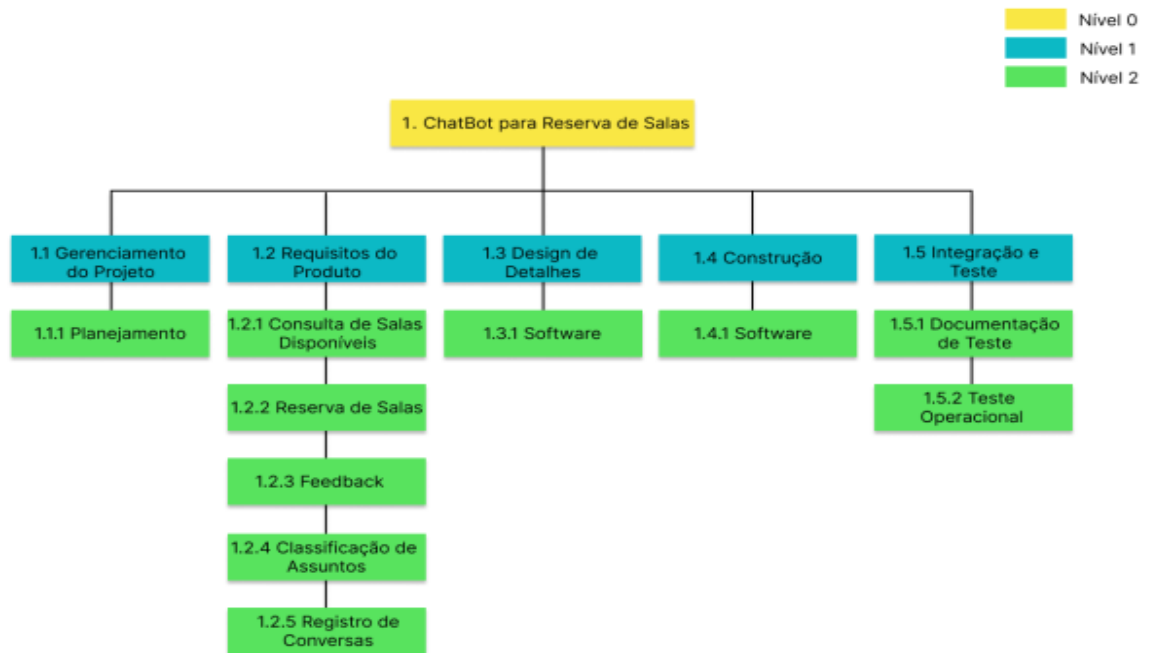 Nível 0
Nível 1
Nível 2
1. ChatBot para Reserva de Salas
1.1 Gerenciamento
do Projeto
1.2 Requisitos do
Produto
1.3 Design de
Detalhes
1.4 Construção
1.5 Integração e
Teste
1.1.1 Planejamento
1.2.1 Consulta de Salas
Disponíveis
1.3.1 Software
1.4.1 Software
1.5.1 Documentação
de Teste
1.2.2 Reserva de Salas
1.5.2 Teste
Operacional
1.2.3 Feedback
1.2.4 Classificação de
Assuntos
1.2.5 Registro de
Conversas